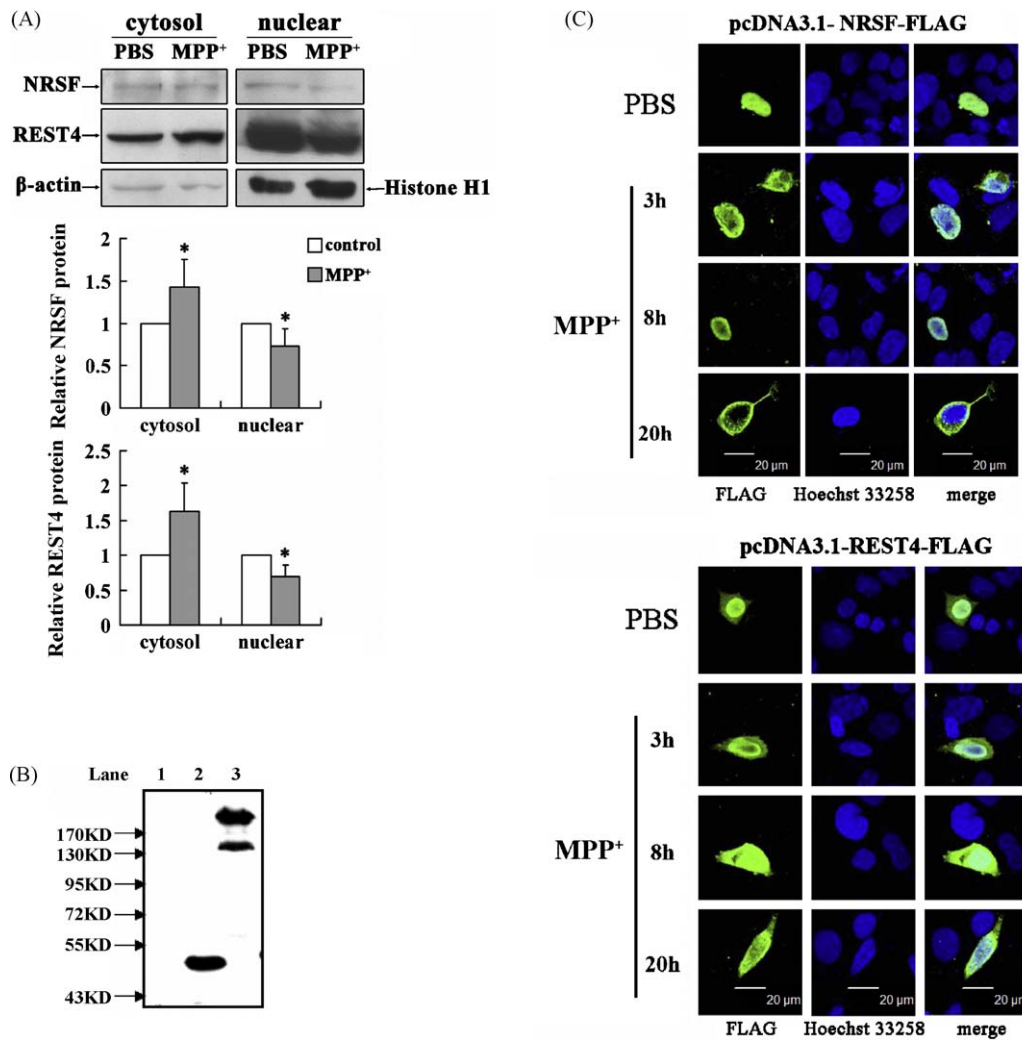 (A)
cytosol nuclear
PBS MPP+ PBS MPP+
NRSF
REST4
β-actin
Histone H1
Relative NRSF protein
2
1.5
1
0.5
0
control
MPP+
*
*
cytosol nuclear
Relative REST4 protein
2.5
2
1.5
1
0.5
0
*
*
cytosol nuclear
(B)
Lane 1 2 3
170KD
130KD
95KD
72KD
55KD
43KD
(C)
pcDNA3.1- NRSF-FLAG
PBS
MPP+
3h
8h
20h
20 μm 20 μm
FLAG Hoechst 33258 merge
pcDNA3.1-REST4-FLAG
PBS
MPP+
3h
8h
20h
20 μm 20 μm
FLAG Hoechst 33258 merge